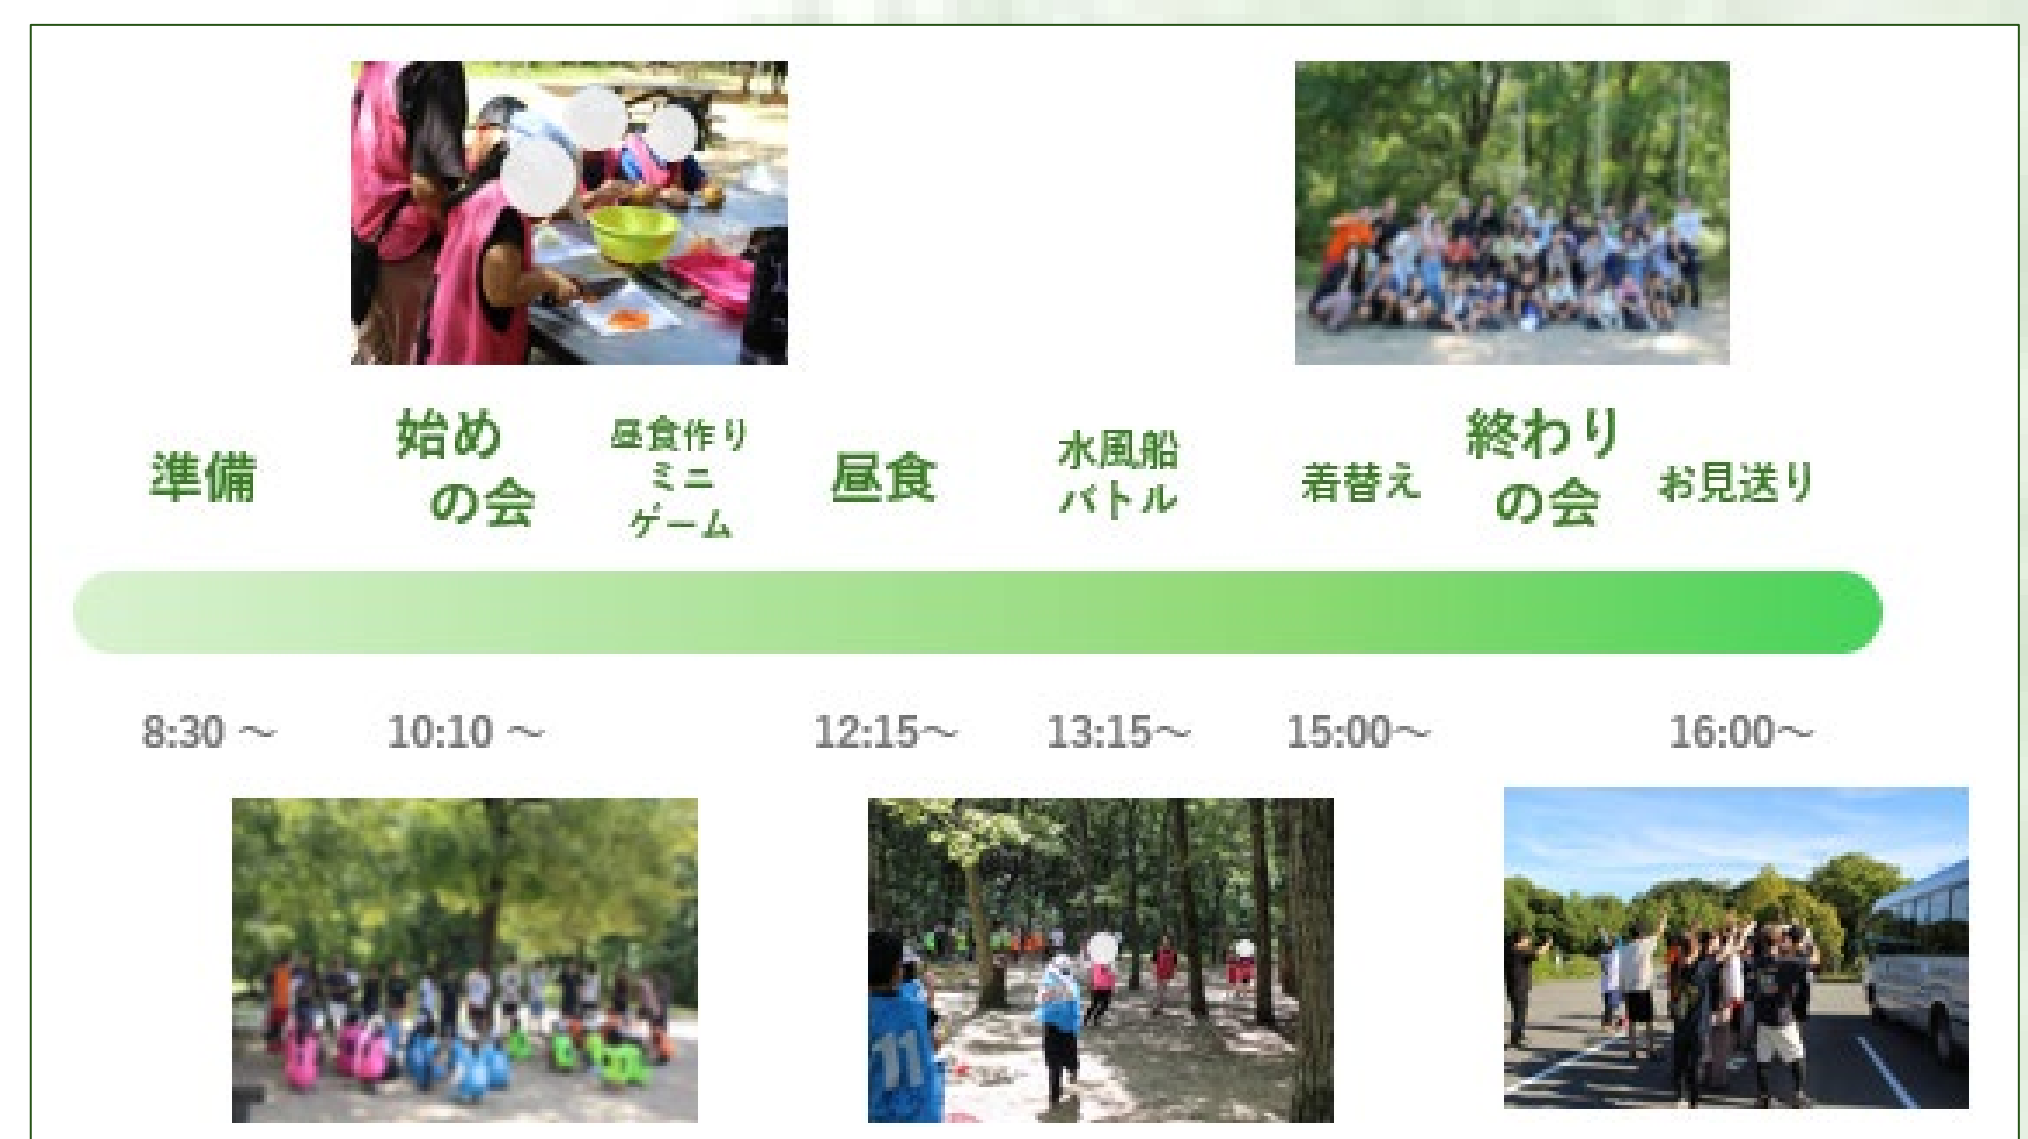 準備
始め
の会
昼食作り
ミニ
ゲーム
昼食
水風船
バトル
着替え
終わり
の会
お見送り
8:30 ～
10:10 ～
12:15～
13:15～
15:00～
16:00～
11